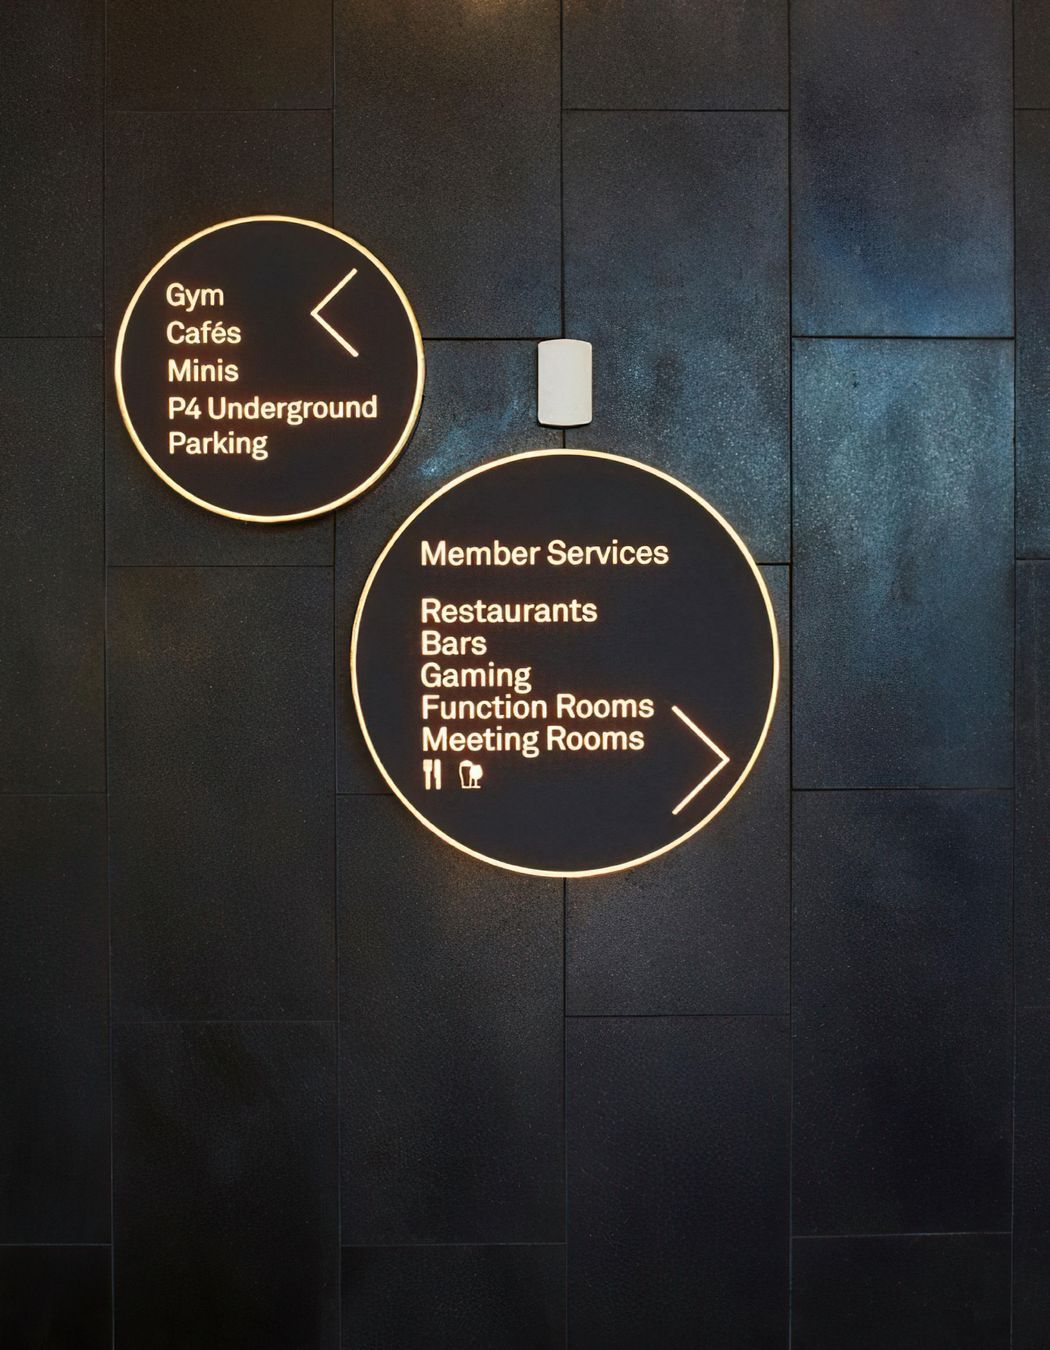 Gym
Cafés
Minis
P4 Underground
Parking
Member Services
Restaurants
Bars
Gaming
Function Rooms
Meeting Rooms